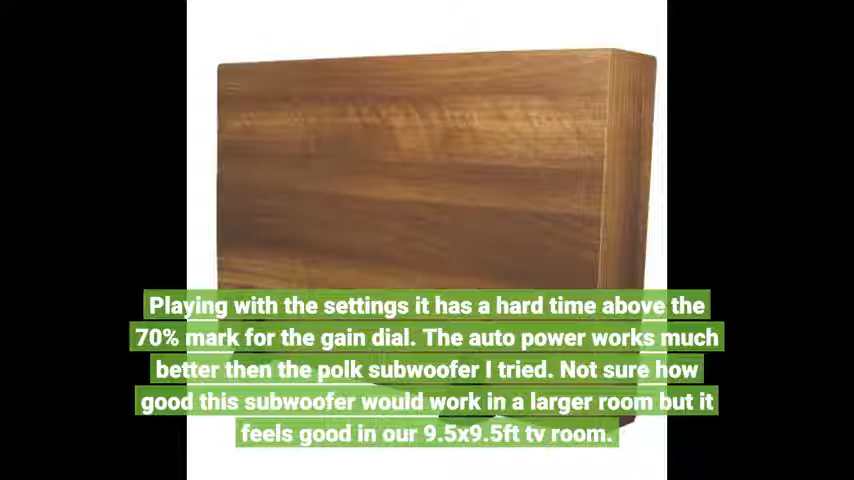 Playing with the settings it has a hard time above the
70% mark for the gain dial. The auto power works much
better then the polk subwoofer I tried. Not sure how
good this subwoofer would work in a larger room but it
feels good in our 9.5x9.5ft tv room.